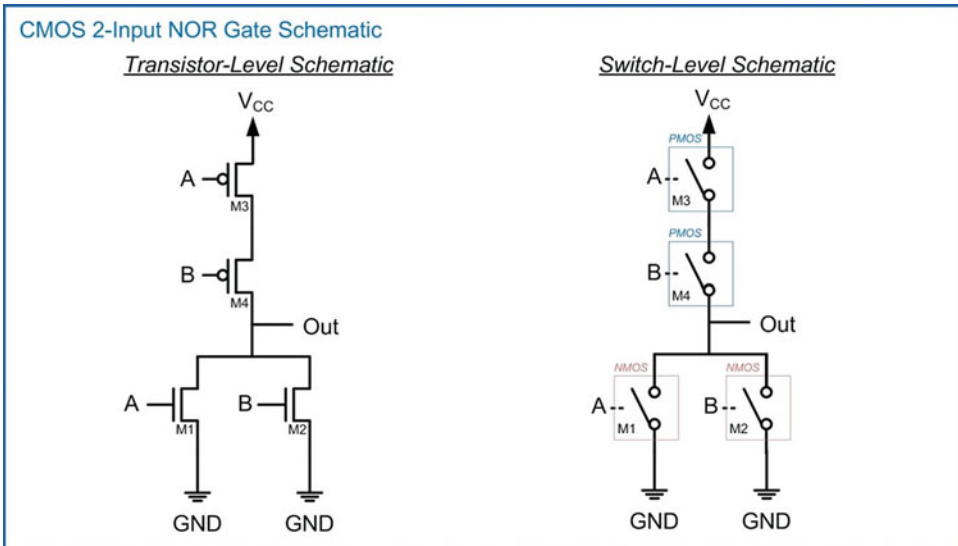 CMOS 2-Input NOR Gate Schematic
Transistor-Level Schematic
VCC
A
M3
B
M4
Out
A
M1
B
M2
GND
GND
Switch-Level Schematic
VCC
PMOS
A
M3
PMOS
B
M4
Out
NMOS
A
M1
NMOS
B
M2
GND
GND